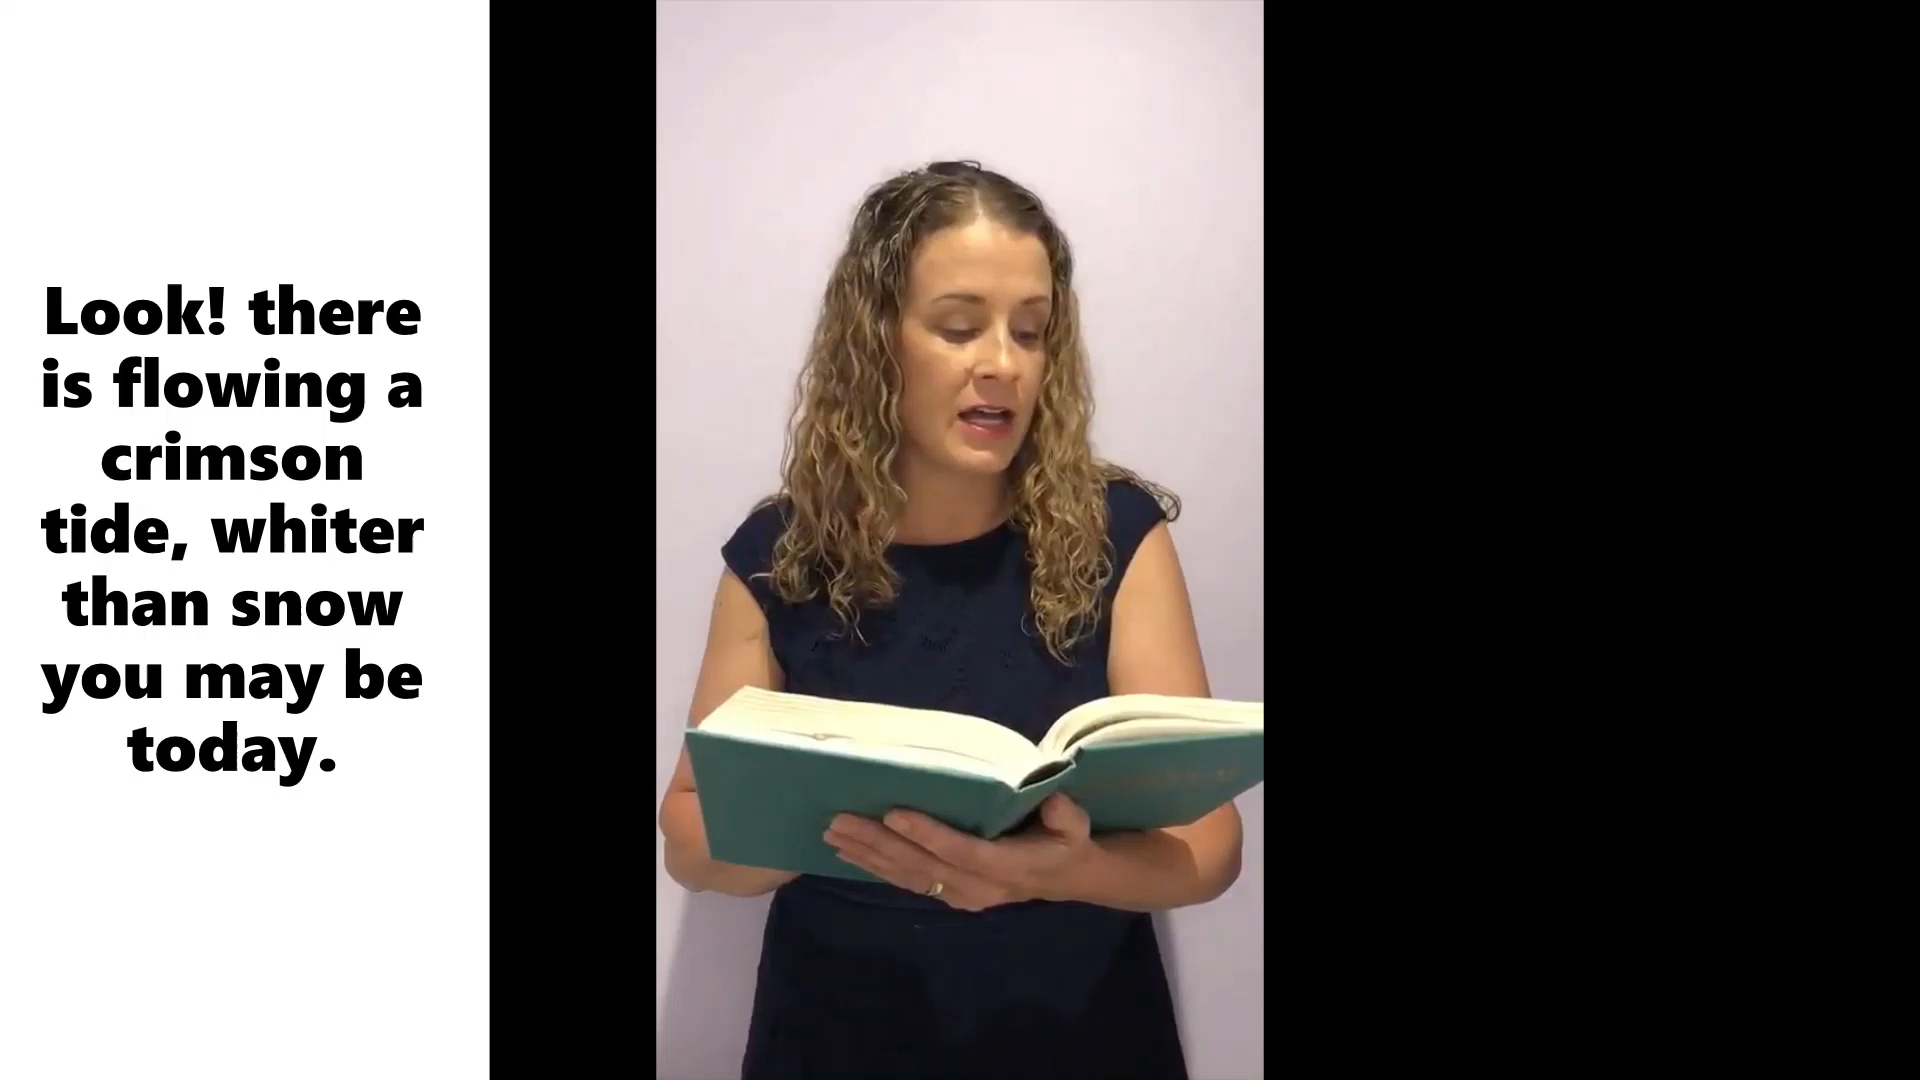 Look! there
is flowing a
crimson
tide, whiter
than snow
you may be
today.